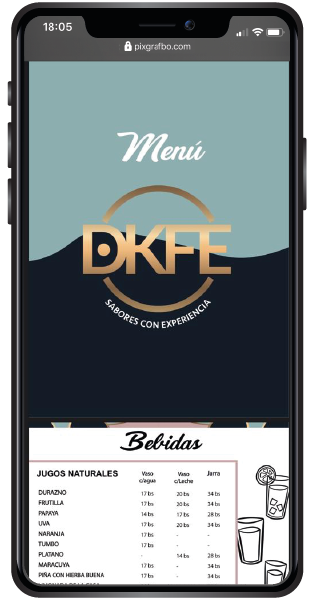 18:05
pixgrafbo.com
Menú
DKFE
SABORES CON EXPERIENCIA
Bebidas
JUGOS NATURALES Vaso c/agua Vaso c/Leche Jarra
DURAZNO 17 bs 20 bs 34 bs
FRUTILLA 17 bs 20 bs 34 bs
PAPAYA 14 bs 17 bs 28 bs
UVA 17 bs 20 bs 34 bs
NARANJA 17 bs - -
TUMBO 17 bs - -
PLATANO - 14 bs 28 bs
MARACUYA 17 bs - 34 bs
PIÑA CON HIERBA BUENA 17 bs - 34 bs